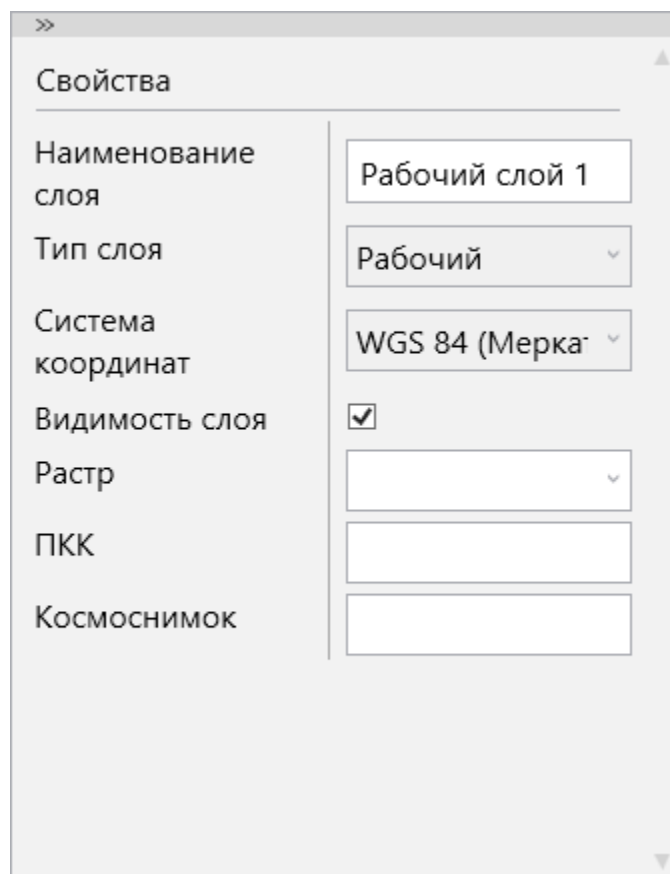 Свойства
Наименование
слоя
Рабочий слой 1
Тип слоя
Рабочий
Система
координат
WGS 84 (Мерка
Видимость слоя
Растр
ПКК
Космоснимок